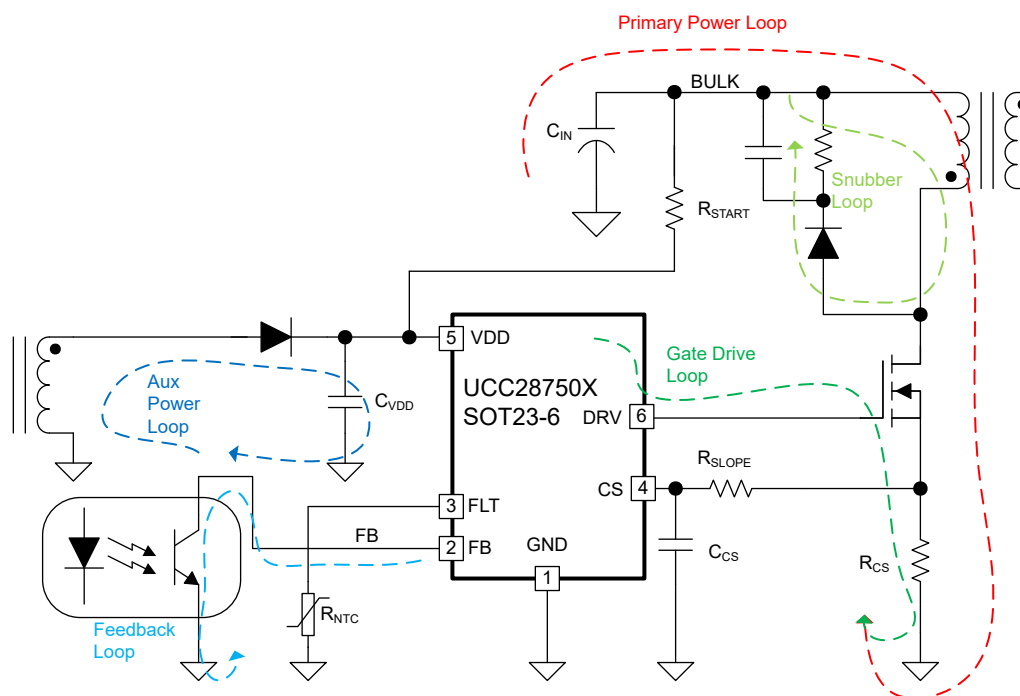 Primary Power Loop
BULK
CIN
Snubber
Loop
RSTART
5
VDD
Gate Drive
Loop
Aux
Power
Loop
CVDD
UCC28750X
SOT23-6
DRV
6
RSLOPE
CS
4
3
FLT
FB
2
FB
GND
1
CCS
RCS
RNTC
Feedback
Loop